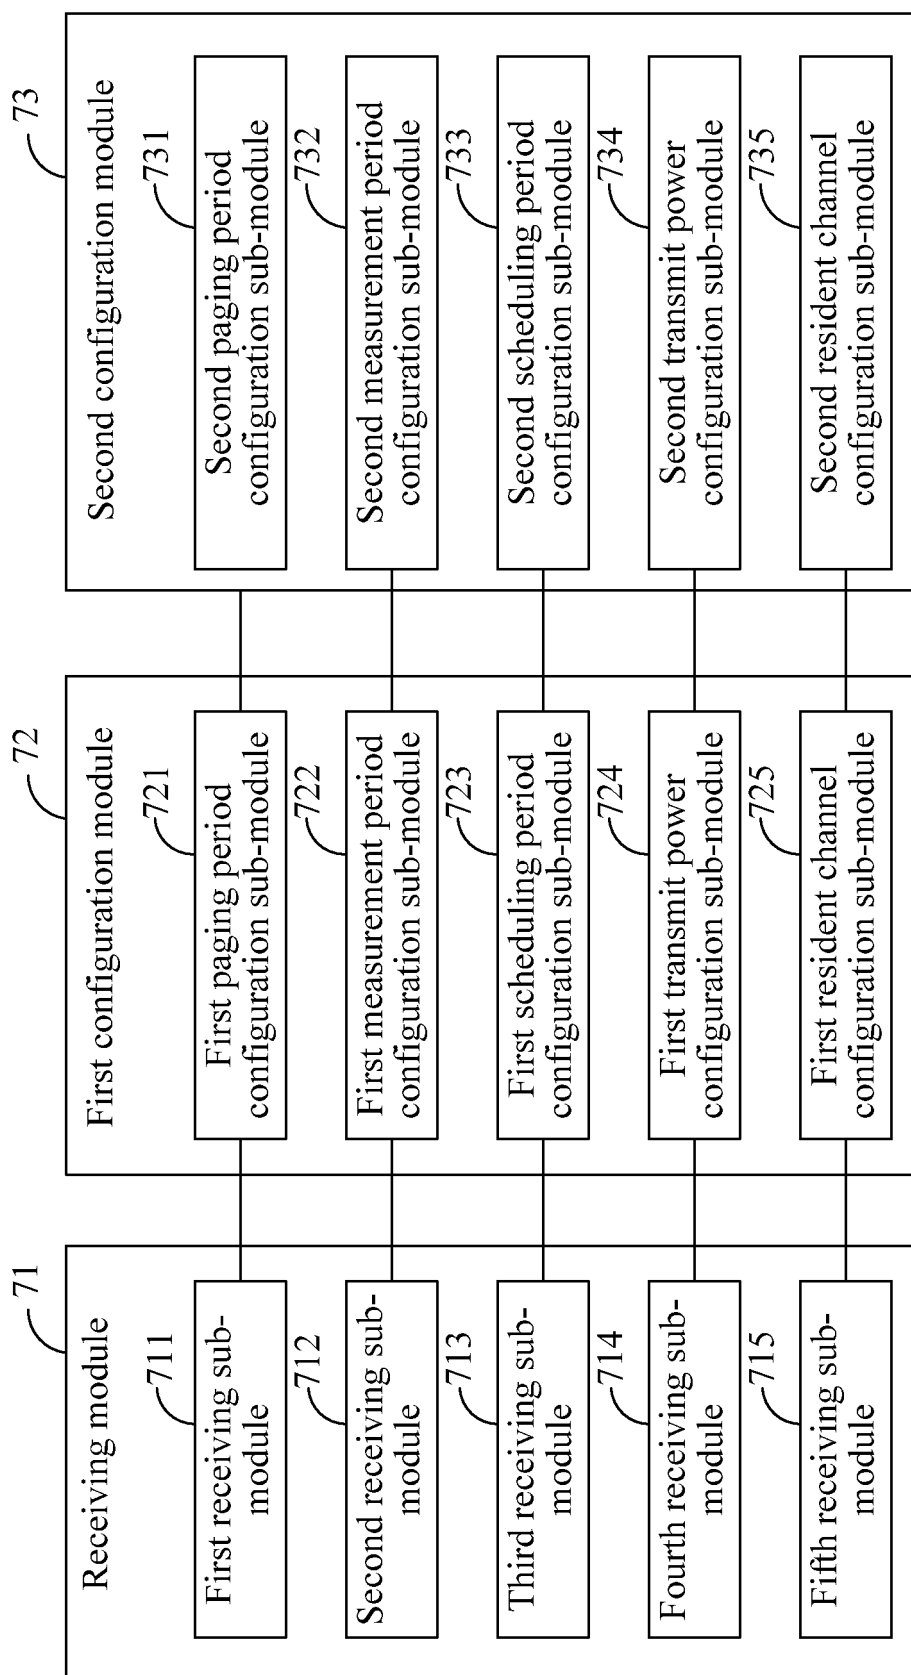 71
Receiving module
711
First receiving sub-
module
712
Second receiving sub-
module
713
Third receiving sub-
module
714
Fourth receiving sub-
module
715
Fifth receiving sub-
module
72
First configuration module
721
First paging period
configuration sub-module
722
First measurement period
configuration sub-module
723
First scheduling period
configuration sub-module
724
First transmit power
configuration sub-module
725
First resident channel
configuration sub-module
73
Second configuration module
731
Second paging period
configuration sub-module
732
Second measurement period
configuration sub-module
733
Second scheduling period
configuration sub-module
734
Second transmit power
configuration sub-module
735
Second resident channel
configuration sub-module